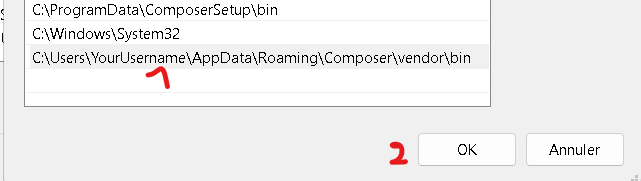 C:\ProgramData\ComposerSetup\bin
C:\Windows\System32
C:\Users\YourUsername\AppData\Roaming\Composer\vendor\bin
1
2 OK Annuler